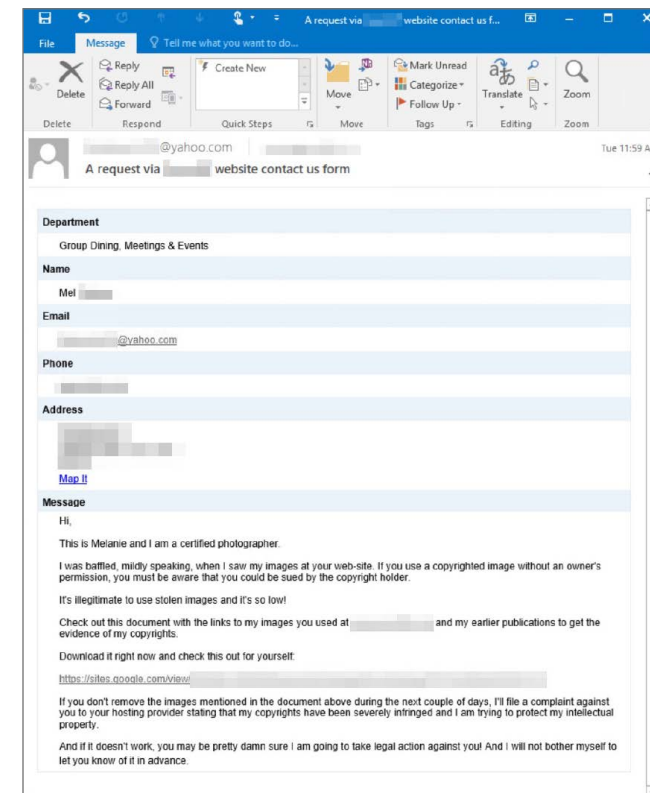 A request via website contact us f...
File Message Tell me what you want to do...
Delete
Reply
Reply All
Forward
Create New
Move
Mark Unread
Categorize
Follow Up
Translate
Zoom
Delete Respond Quick Steps Move Tags Editing Zoom
@yahoo.com
Tue 11:59 A
A request via website contact us form
Department
Group Dining, Meetings & Events
Name
Mel
Email
@yahoo.com
Phone
Address
Map It
Message
Hi,
This is Melanie and I am a certified photographer.
I was baffled, mildly speaking, when I saw my images at your web-site. If you use a copyrighted image without an owner's
permission, you must be aware that you could be sued by the copyright holder.
It's illegitimate to use stolen images and it's so low!
Check out this document with the links to my images you used at and my earlier publications to get the
evidence of my copyrights.
Download it right now and check this out for yourself:
https://sites.google.com/view/
If you don't remove the images mentioned in the document above during the next couple of days, I'll file a complaint against
you to your hosting provider stating that my copyrights have been severely infringed and I am trying to protect my intellectual
property.
And if it doesn't work, you may be pretty damn sure I am going to take legal action against you! And I will not bother myself to
let you know of it in advance.